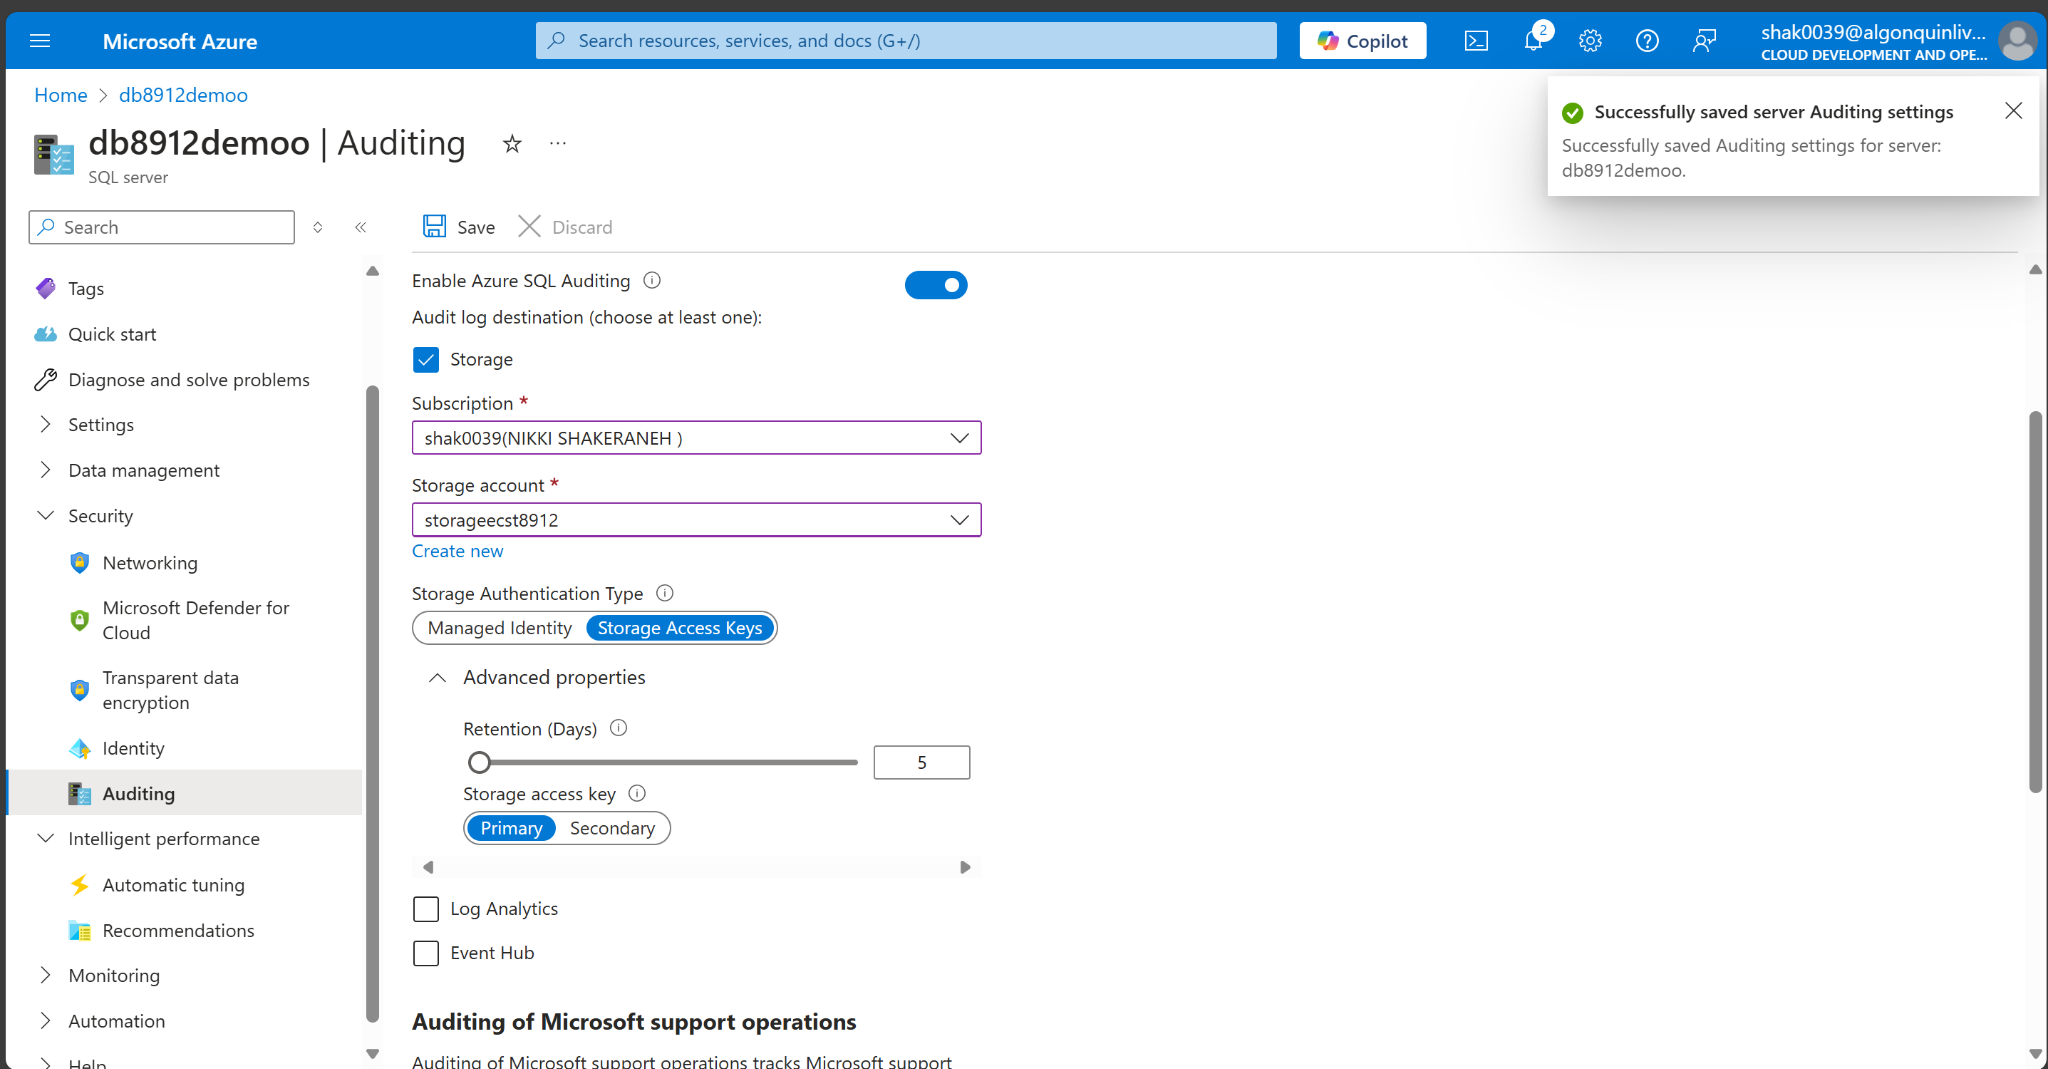 Microsoft Azure
Search resources, services, and docs (G+/)
Copilot
2
shak0039@algonquinliv...
CLOUD DEVELOPMENT AND OPE...
Home > db8912demoo
Successfully saved server Auditing settings
Successfully saved Auditing settings for server:
db8912demoo.
db8912demoo | Auditing
SQL server
Search
Save
Discard
Tags
Quick start
Diagnose and solve problems
Settings
Data management
Security
Networking
Microsoft Defender for
Cloud
Transparent data
encryption
Identity
Auditing
Intelligent performance
Automatic tuning
Recommendations
Monitoring
Automation
Help
Enable Azure SQL Auditing
Audit log destination (choose at least one):
Storage
Subscription *
shak0039(NIKKI SHAKERANEH )
Storage account *
storageecst8912
Create new
Storage Authentication Type
Managed Identity
Storage Access Keys
Advanced properties
Retention (Days)
5
Storage access key
Primary
Secondary
Log Analytics
Event Hub
Auditing of Microsoft support operations
Auditing of Microsoft support operations tracks Microsoft support